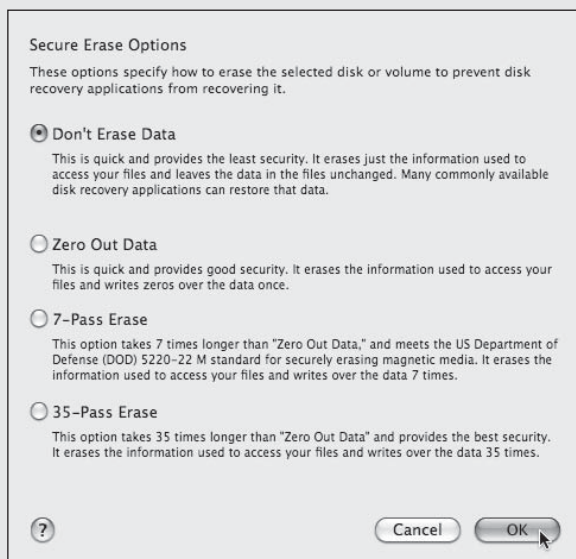 Secure Erase Options
These options specify how to erase the selected disk or volume to prevent disk
recovery applications from recovering it.
Don't Erase Data
This is quick and provides the least security. It erases just the information used to
access your files and leaves the data in the files unchanged. Many commonly available
disk recovery applications can restore that data.
Zero Out Data
This is quick and provides good security. It erases the information used to access your
files and writes zeros over the data once.
7-Pass Erase
This option takes 7 times longer than "Zero Out Data," and meets the US Department of
Defense (DOD) 5220-22 M standard for securely erasing magnetic media. It erases the
information used to access your files and writes over the data 7 times.
35-Pass Erase
This option takes 35 times longer than "Zero Out Data" and provides the best security.
It erases the information used to access your files and writes over the data 35 times.
?
Cancel
OK